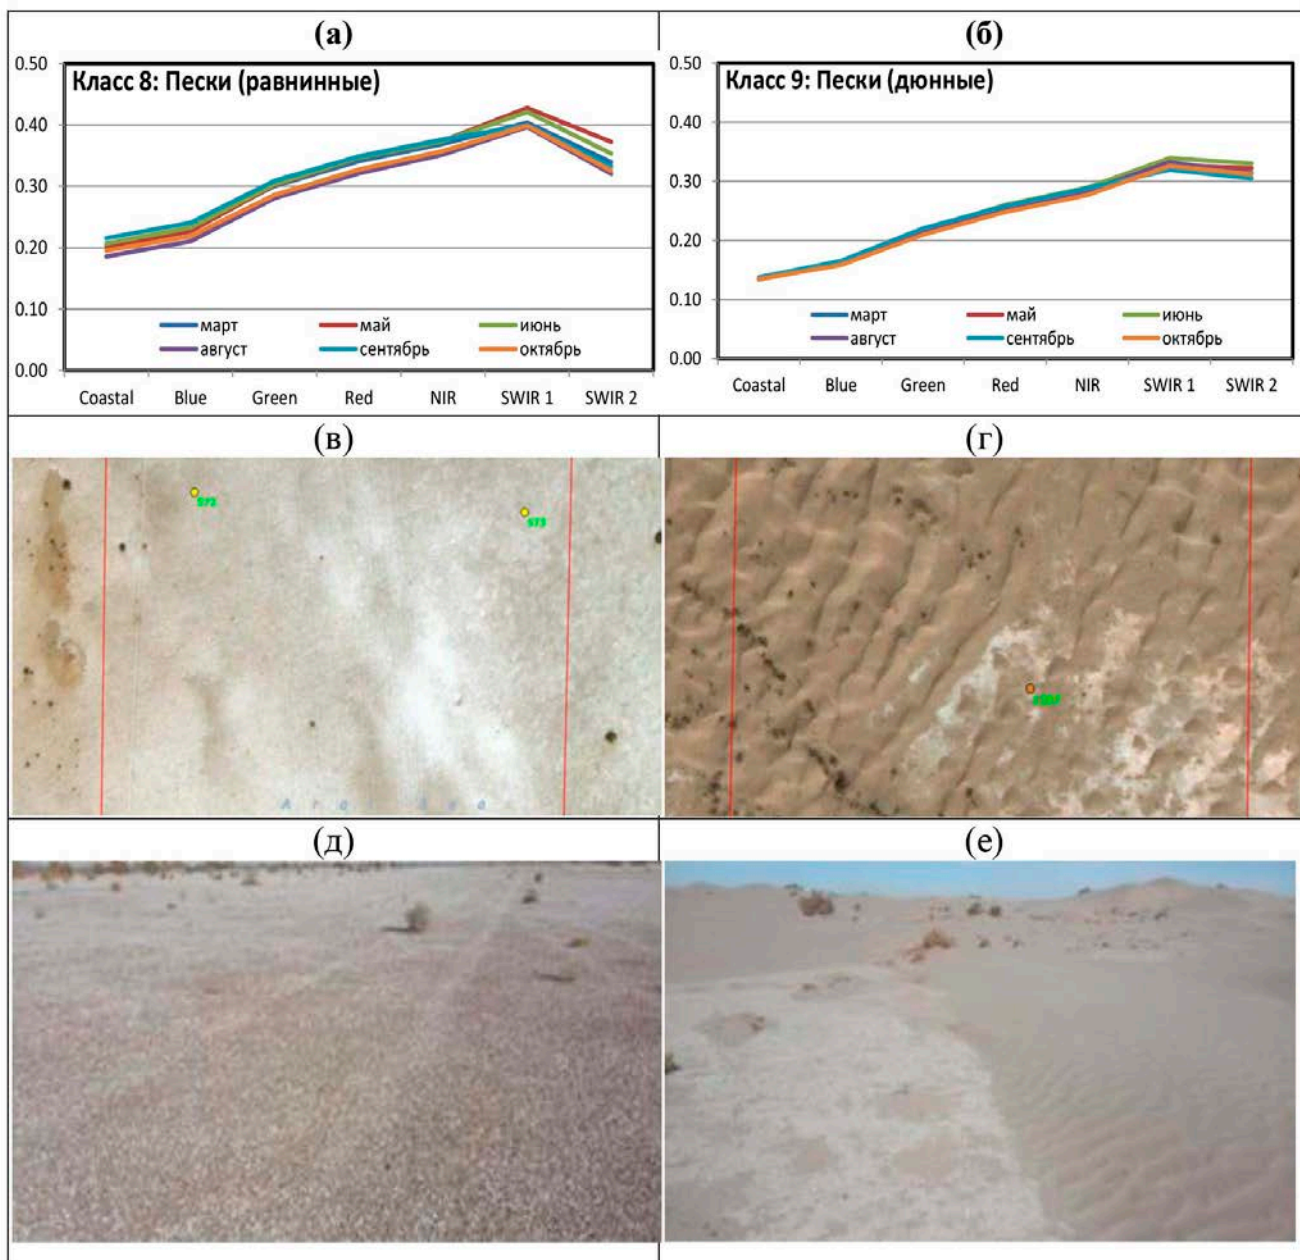 (а)
(б)
Класс 8: Пески (равнинные)
0.50
0.40
0.30
0.20
0.10
0.00
март
май
июнь
август
сентябрь
октябрь
Coastal Blue Green Red NIR SWIR 1 SWIR 2
Класс 9: Пески (дюнные)
0.50
0.40
0.30
0.20
0.10
0.00
март
май
июнь
август
сентябрь
октябрь
Coastal Blue Green Red NIR SWIR 1 SWIR 2
(в)
(г)
573
Aral Sea
(д)
(е)